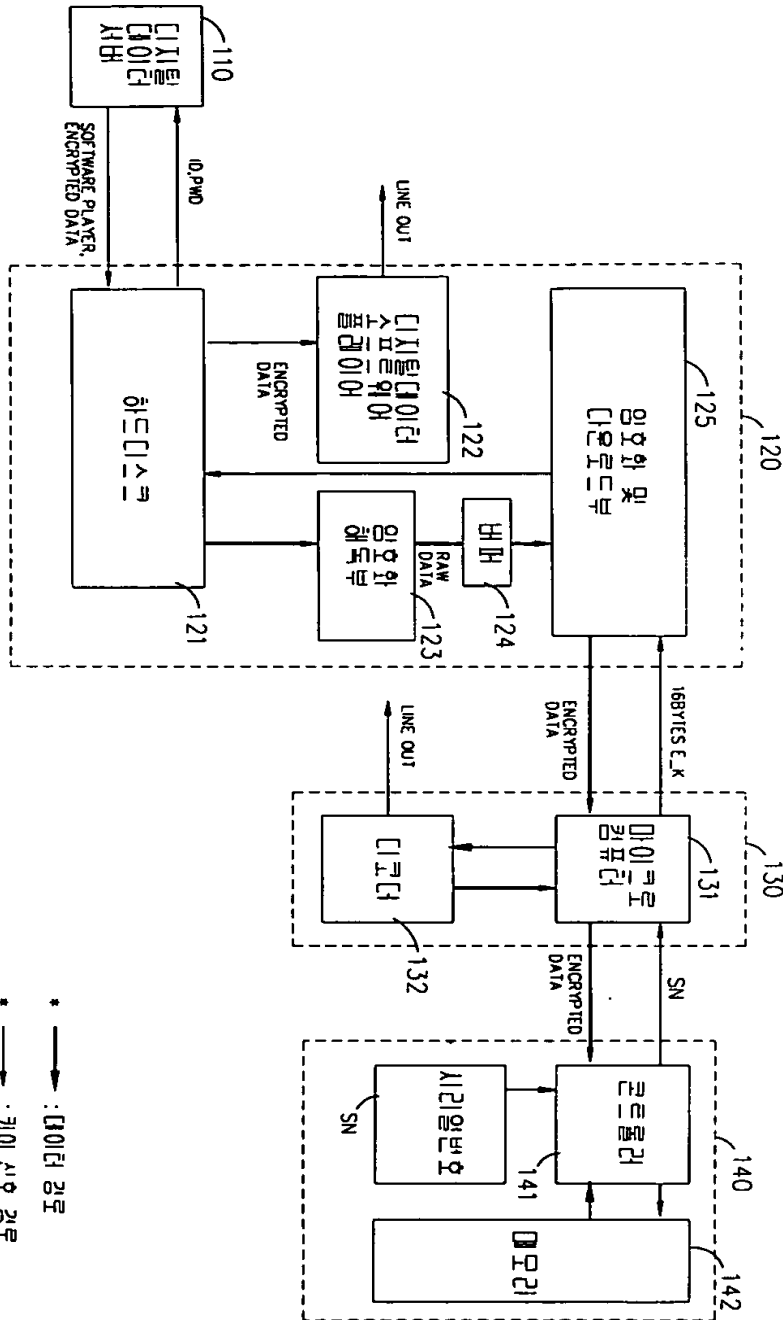 110
디지털
데이터
서버
ID,PWD
SOFTWARE PLAYER,
ENCRYPTED DATA
120
125
암호화 및
다운로드부
LINE OUT
디지털데이터
소프트웨어
플레이어
122
ENCRYPTED
DATA
암호화
해독부
123
RAW
DATA
버퍼
124
하드디스크
121
16BYTES E_K
ENCRYPTED
DATA
130
131
마이크로
컴퓨터
LINE OUT
디코더
132
SN
ENCRYPTED
DATA
140
콘트롤러
141
시리얼번호
SN
메모리
142
* : 데이터 경로
* : 키이 신호 경로